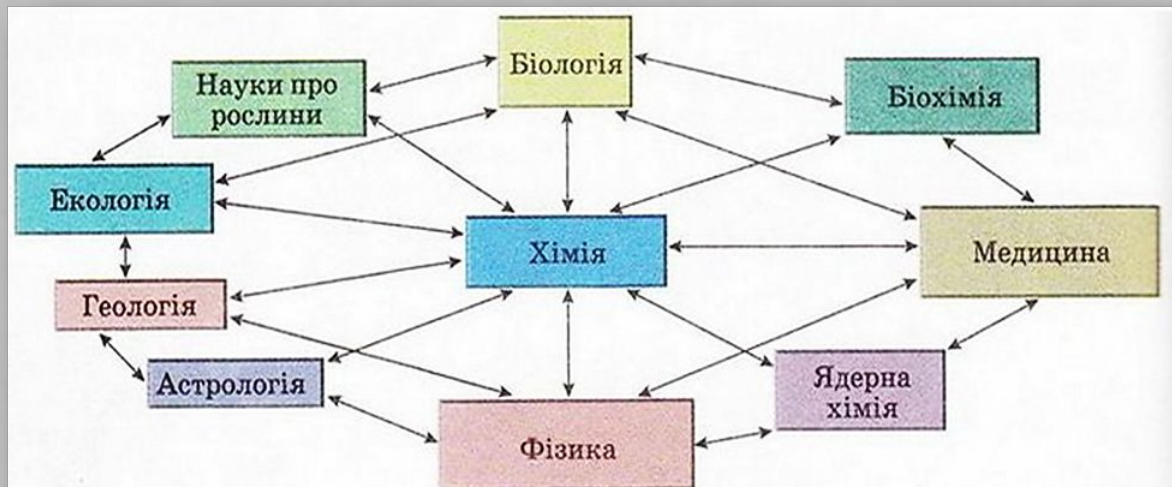 Біологія
Науки про
рослини
Біохімія
Екологія
Хімія
Медицина
Геологія
Астрологія
Ядерна
хімія
Фізика